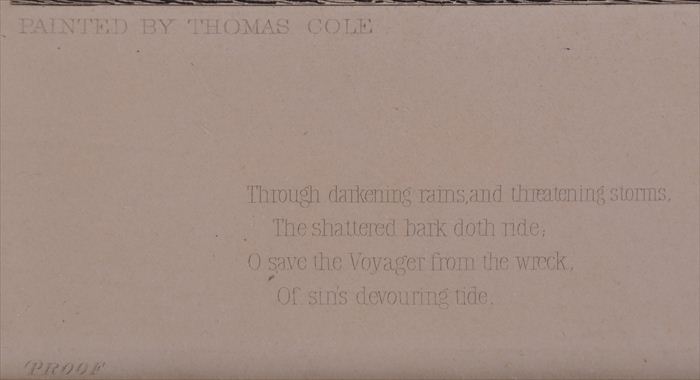 PAINTED BY THOMAS COLE
Through darkening rains, and threatening storms,
The shattered bark doth ride;
O save the Voyager from the wreck,
Of sin's devouring tide.
PROOF